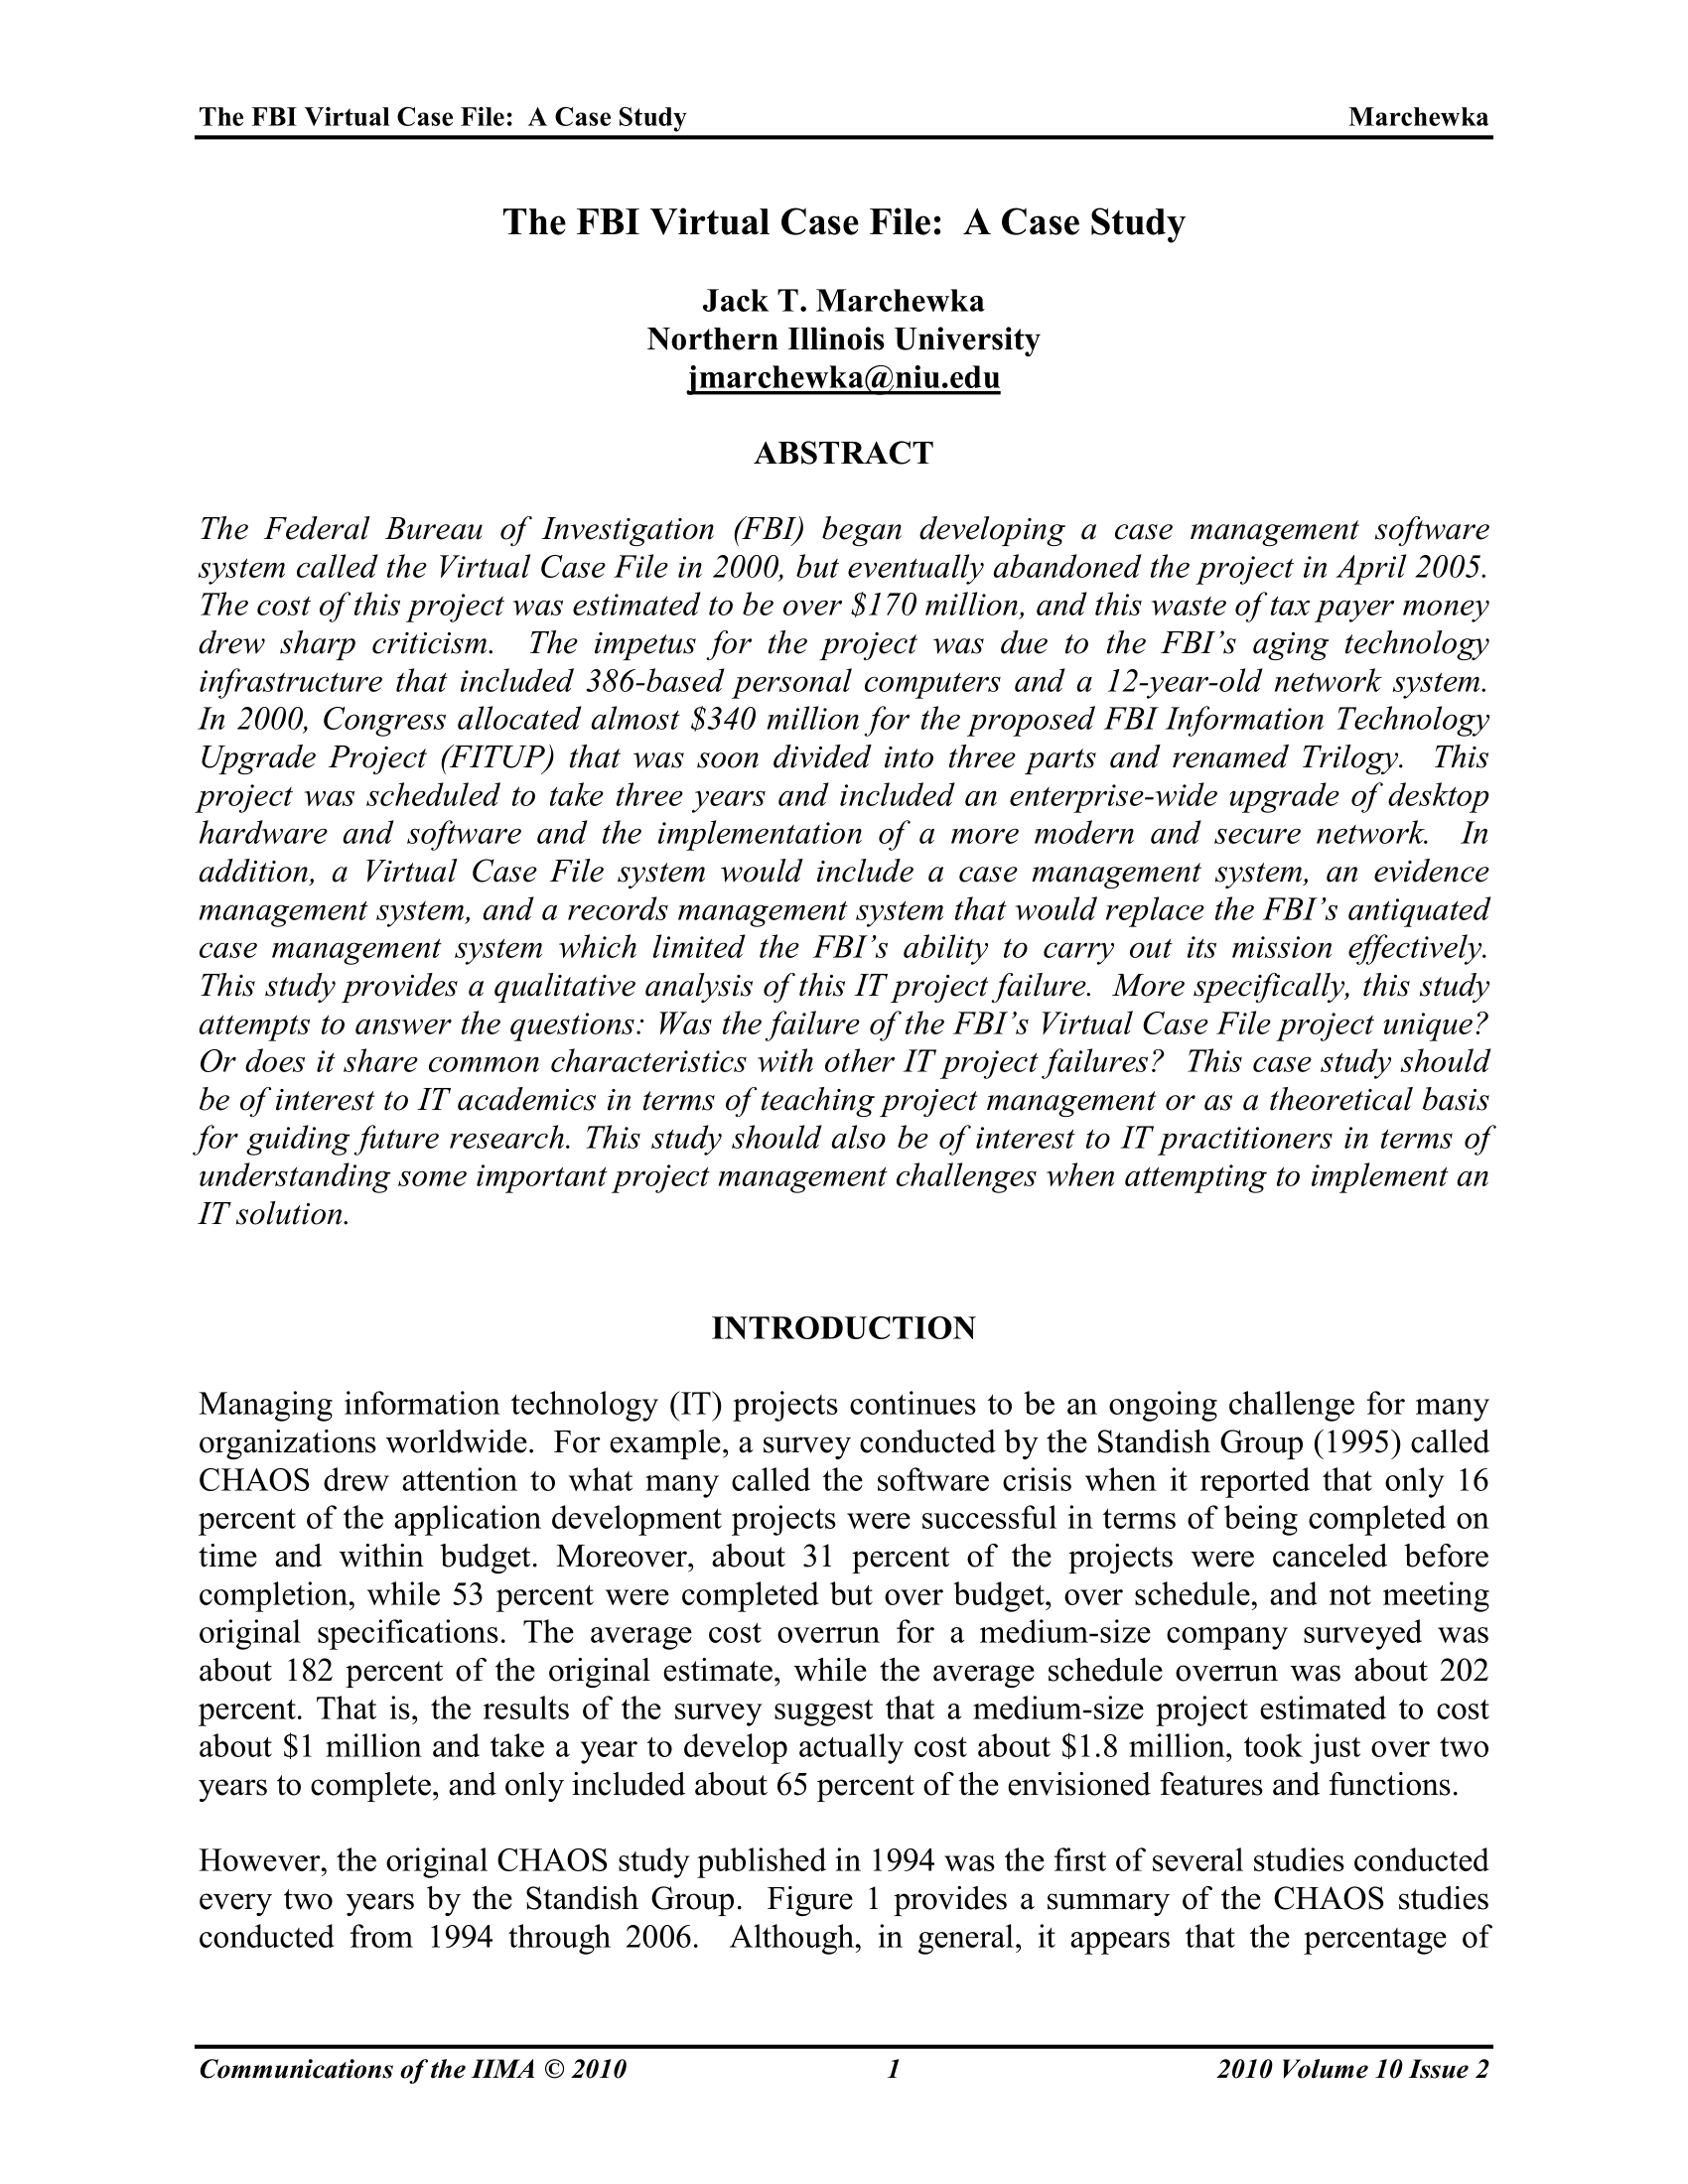 The FBI Virtual Case File:  A Case Study Marchewka
The FBI Virtual Case File:  A Case Study
Jack T. Marchewka
Northern Illinois University
jmarchewka@niu.edu
ABSTRACT
The Federal Bureau of Investigation (FBI) began developing a case management software
system called the Virtual Case File in 2000, but eventually abandoned the project in April 2005.
The cost of this project was estimated to be over $170 million, and this waste of tax payer money
drew sharp criticism.  The impetus for the project was due to the FBI’s aging technology
infrastructure that included 386-based personal computers and a 12-year-old network system.
In 2000, Congress allocated almost $340 million for the proposed FBI Information Technology
Upgrade Project (FITUP) that was soon divided into three parts and renamed Trilogy.  This
project was scheduled to take three years and included an enterprise-wide upgrade of desktop
hardware and software and the implementation of a more modern and secure network.  In
addition, a Virtual Case File system would include a case management system, an evidence
management system, and a records management system that would replace the FBI’s antiquated
case management system which limited the FBI’s ability to carry out its mission effectively.
This study provides a qualitative analysis of this IT project failure.  More specifically, this study
attempts to answer the questions: Was the failure of the FBI’s Virtual Case File project unique?
Or does it share common characteristics with other IT project failures?  This case study should
be of interest to IT academics in terms of teaching project management or as a theoretical basis
for guiding future research. This study should also be of interest to IT practitioners in terms of
understanding some important project management challenges when attempting to implement an
IT solution.
INTRODUCTION
Managing information technology (IT) projects continues to be an ongoing challenge for many
organizations worldwide.  For example, a survey conducted by the Standish Group (1995) called
CHAOS drew attention to what many called the software crisis when it reported that only 16
percent of the application development projects were successful in terms of being completed on
time and within budget. Moreover, about 31 percent of the projects were canceled before
completion, while 53 percent were completed but over budget, over schedule, and not meeting
original specifications. The average cost overrun for a medium-size company surveyed was
about 182 percent of the original estimate, while the average schedule overrun was about 202
percent. That is, the results of the survey suggest that a medium-size project estimated to cost
about $1 million and take a year to develop actually cost about $1.8 million, took just over two
years to complete, and only included about 65 percent of the envisioned features and functions.
However, the original CHAOS study published in 1994 was the first of several studies conducted
every two years by the Standish Group.  Figure 1 provides a summary of the CHAOS studies
conducted from 1994 through 2006.  Although, in general, it appears that the percentage of
Communications of the IIMA © 2010 1 2010 Volume 10 Issue 2